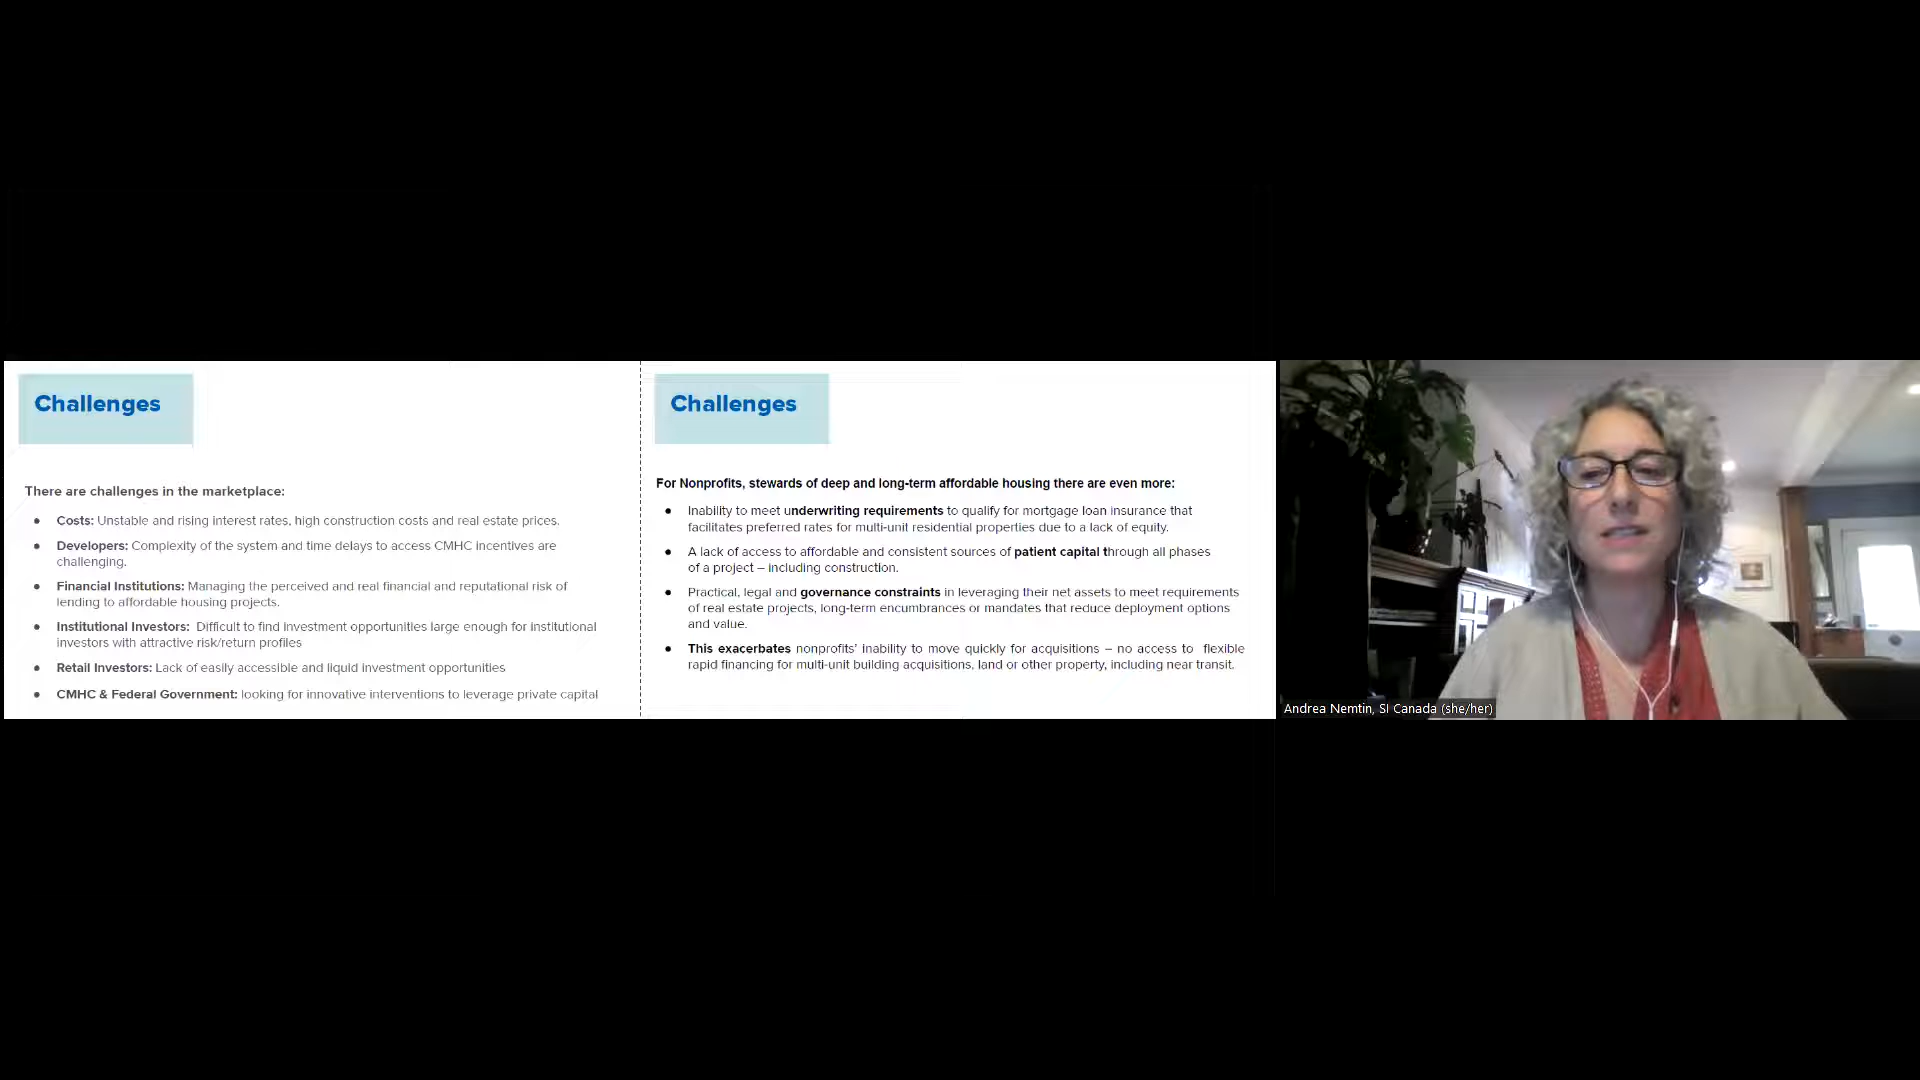 Challenges
There are challenges in the marketplace:
● Costs: Unstable and rising interest rates, high construction costs and real estate prices.
● Developers: Complexity of the system and time delays to access CMHC incentives are
challenging.
● Financial Institutions: Managing the perceived and real financial and reputational risk of
lending to affordable housing projects.
● Institutional Investors: Difficult to find investment opportunities large enough for institutional
investors with attractive risk/return profiles
● Retail Investors: Lack of easily accessible and liquid investment opportunities
● CMHC & Federal Government: looking for innovative interventions to leverage private capital
Challenges
For Nonprofits, stewards of deep and long-term affordable housing there are even more:
● Inability to meet underwriting requirements to qualify for mortgage loan insurance that
facilitates preferred rates for multi-unit residential properties due to a lack of equity.
● A lack of access to affordable and consistent sources of patient capital through all phases
of a project – including construction.
● Practical, legal and governance constraints in leveraging their net assets to meet requirements
of real estate projects, long-term encumbrances or mandates that reduce deployment options
and value.
● This exacerbates nonprofits' inability to move quickly for acquisitions – no access to flexible
rapid financing for multi-unit building acquisitions, land or other property, including near transit.
Andrea Nemtin, SI Canada (she/her)